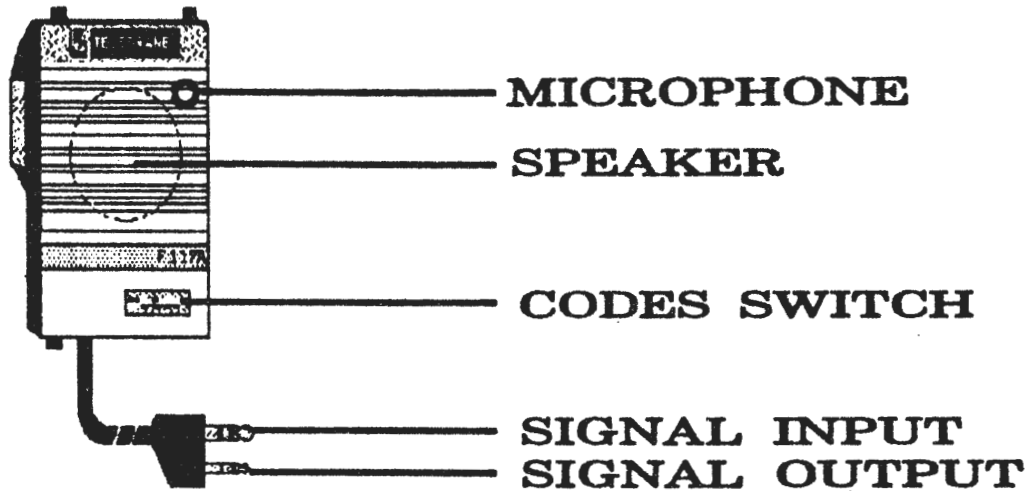 MICROPHONE
SPEAKER
CODES SWITCH
SIGNAL INPUT
SIGNAL OUTPUT